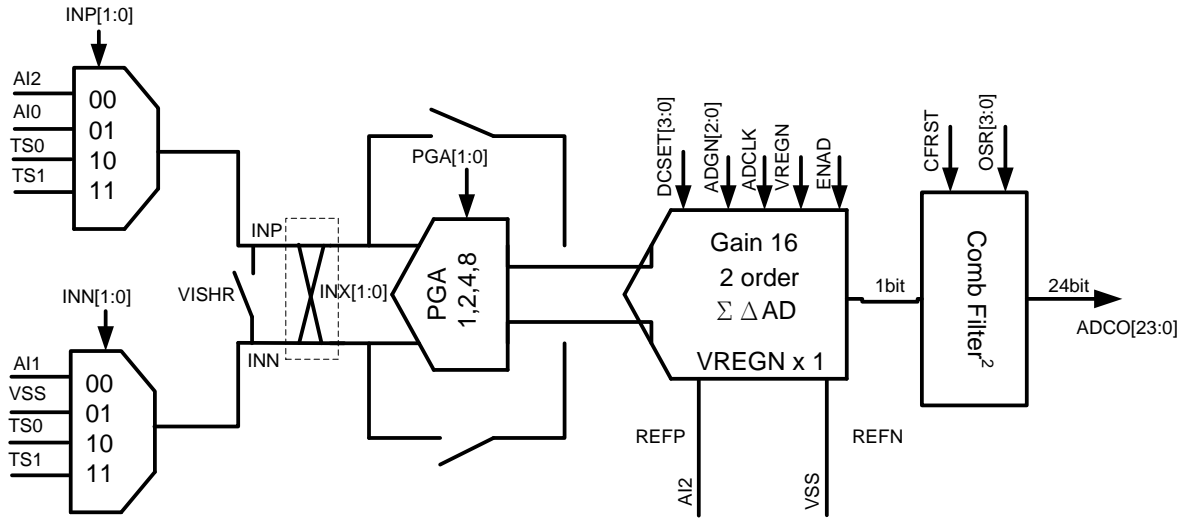 INP[1:0]
AI2
AI0
TS0
TS1
00
01
10
11
INP
VISHR
INN
INX[1:0]
INN[1:0]
AI1
VSS
TS0
TS1
00
01
10
11
PGA[1:0]
PGA
1,2,4,8
DCSET[3:0]
ADGN[2:0]
ADCLK
VREGN
ENAD
Gain 16
2 order
Σ Δ AD
VREGN x 1
REFP
REFN
AI2
VSS
1bit
CFRST
OSR[3:0]
Comb Filter²
24bit
ADCO[23:0]